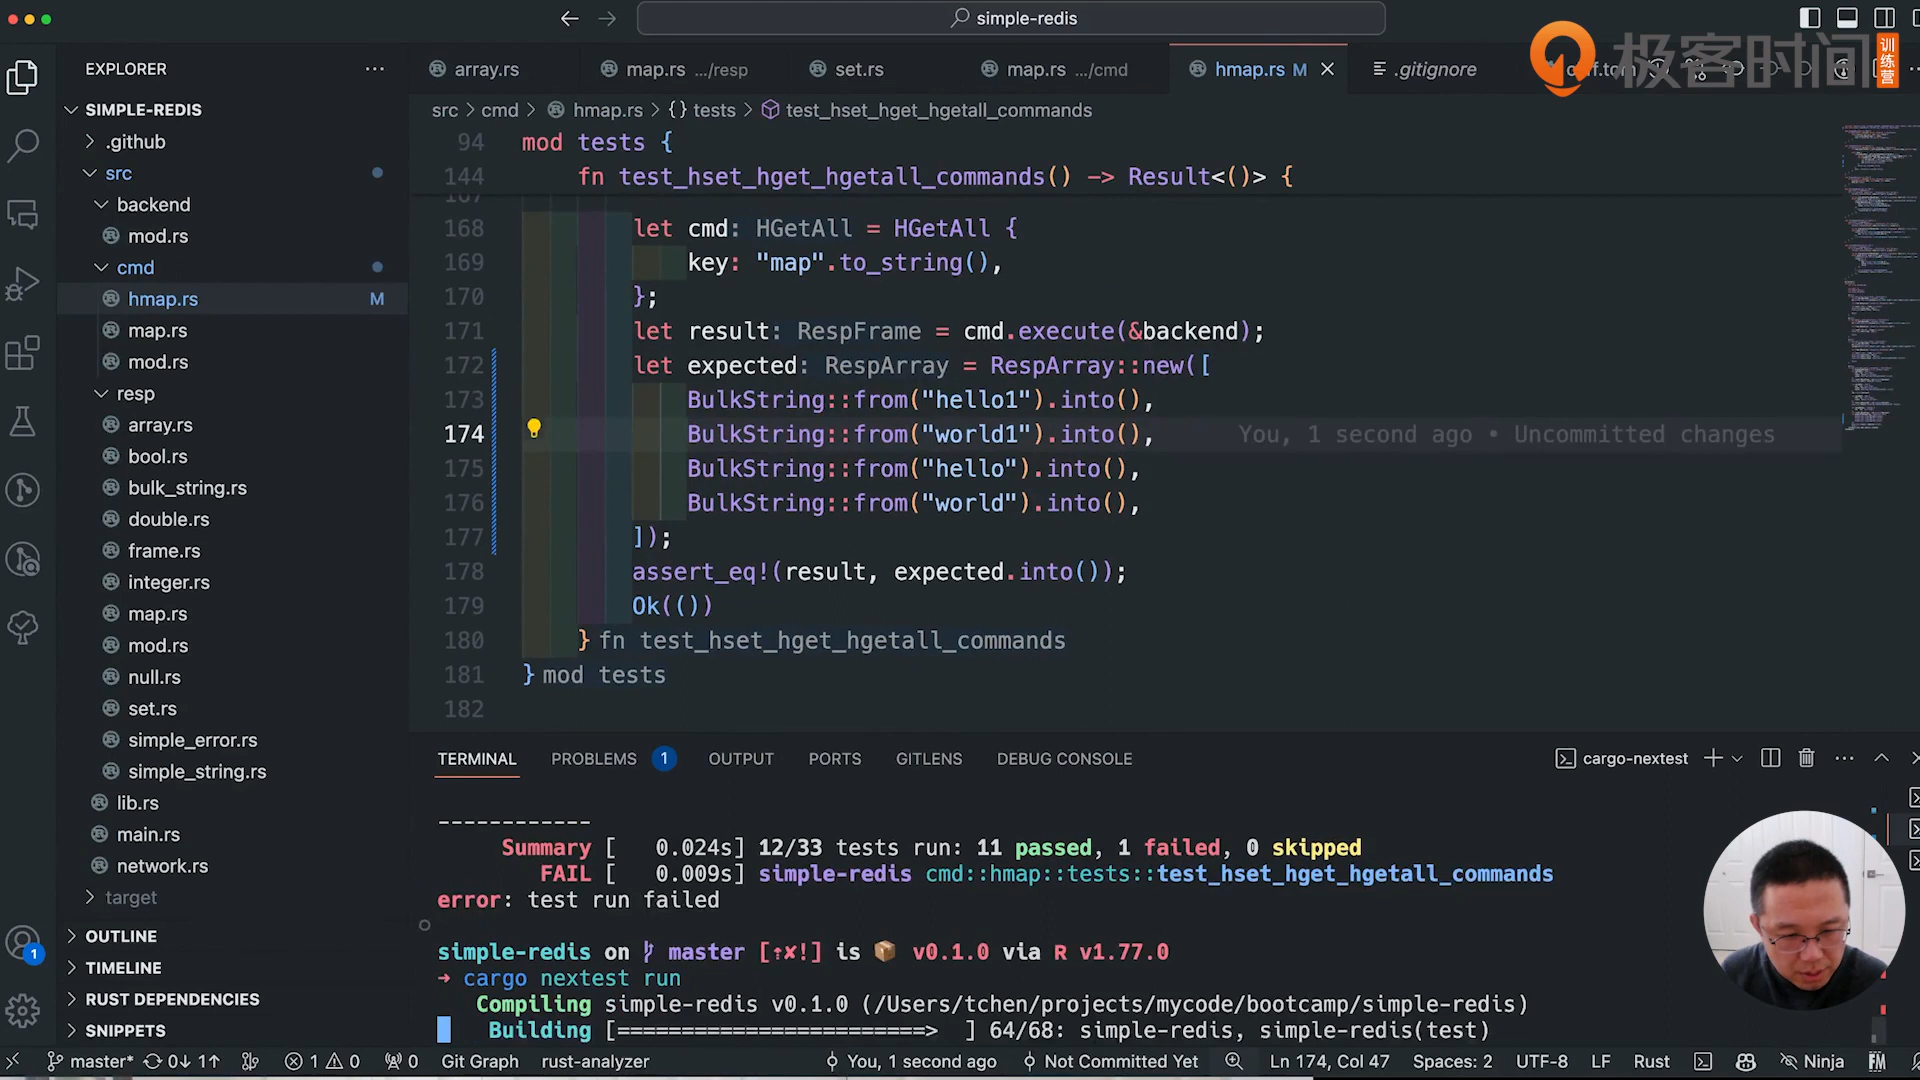 simple-redis
极客时间
训练营
EXPLORER
array.rs
map.rs .../resp
set.rs
map.rs .../cmd
hmap.rs M
.gitignore
src > cmd > hmap.rs > {} tests > test_hset_hget_hgetall_commands
SIMPLE-REDIS
.github
src
backend
mod.rs
cmd
hmap.rs M
map.rs
mod.rs
resp
array.rs
bool.rs
bulk_string.rs
double.rs
frame.rs
integer.rs
map.rs
mod.rs
null.rs
set.rs
simple_error.rs
simple_string.rs
lib.rs
main.rs
network.rs
target
OUTLINE
TIMELINE
RUST DEPENDENCIES
SNIPPETS
94 mod tests {
144 fn test_hset_hget_hgetall_commands() -> Result<()> {
168 let cmd: HGetAll = HGetAll {
169 key: "map".to_string(),
170 };
171 let result: RespFrame = cmd.execute(&backend);
172 let expected: RespArray = RespArray::new([
173 BulkString::from("hello1").into(),
174 BulkString::from("world1").into(), You, 1 second ago • Uncommitted changes
175 BulkString::from("hello").into(),
176 BulkString::from("world").into(),
177 ]);
178 assert_eq!(result, expected.into());
179 Ok(())
180 } fn test_hset_hget_hgetall_commands
181 } mod tests
182
TERMINAL PROBLEMS 1 OUTPUT PORTS GITLENS DEBUG CONSOLE cargo-nextest
------------
Summary [ 0.024s] 12/33 tests run: 11 passed, 1 failed, 0 skipped
FAIL [ 0.009s] simple-redis cmd::hmap::tests::test_hset_hget_hgetall_commands
error: test run failed
simple-redis on master [⇡✘!] is 📦 v0.1.0 via R v1.77.0
➜ cargo nextest run
Compiling simple-redis v0.1.0 (/Users/tchen/projects/mycode/bootcamp/simple-redis)
Building [=======================> ] 64/68: simple-redis, simple-redis(test)
1
master* 0↓ 1↑ 1 0 0 Git Graph rust-analyzer You, 1 second ago Not Committed Yet Ln 174, Col 47 Spaces: 2 UTF-8 LF Rust Ninja